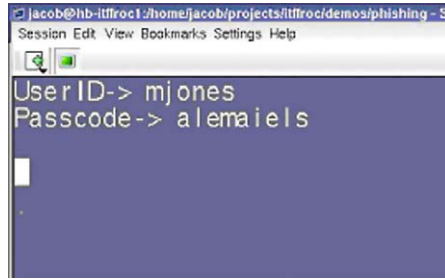 jacob@hb-itffroc1:/home/jacob/projects/itffroc/demos/phishing - S
Session Edit View Bookmarks Settings Help
UserID-> mjones
Passcode-> alemaiels